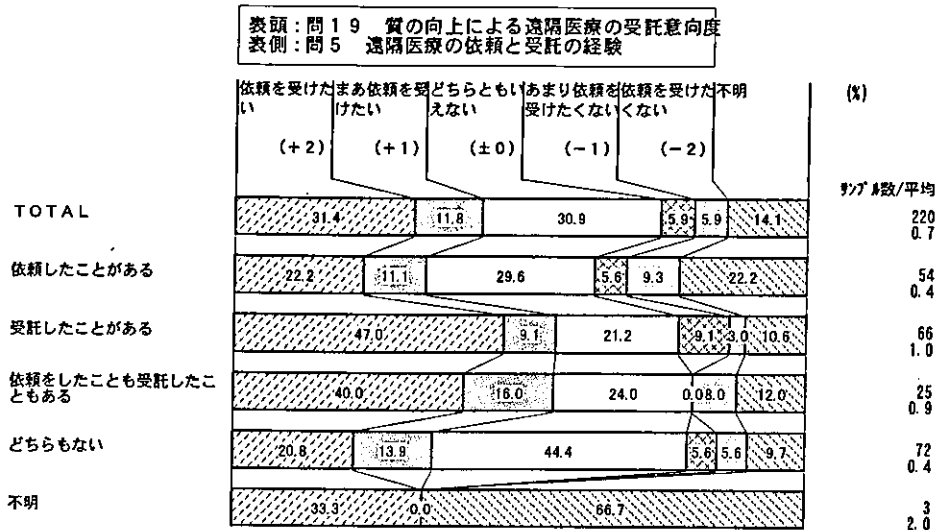 表頭：問１９　質の向上による遠隔医療の受託意向度
表側：問５　遠隔医療の依頼と受託の経験
依頼を受けたい まあ依頼を受けたい どちらともいえない あまり依頼を受けたくない 依頼を受けたくない 不明 (%)
(+2) (+1) (±0) (-1) (-2)
ｻﾝﾌﾟﾙ数/平均
TOTAL 31.4 11.8 30.9 5.9 5.9 14.1 220
0.7
依頼したことがある 22.2 11.1 29.6 5.6 9.3 22.2 54
0.4
受託したことがある 47.0 9.1 21.2 9.1 3.0 10.6 66
1.0
依頼をしたことも受託したこともある 40.0 16.0 24.0 0.0 8.0 12.0 25
0.9
どちらもない 20.8 13.9 44.4 5.6 5.6 9.7 72
0.4
不明 33.3 0.0 66.7 3
2.0